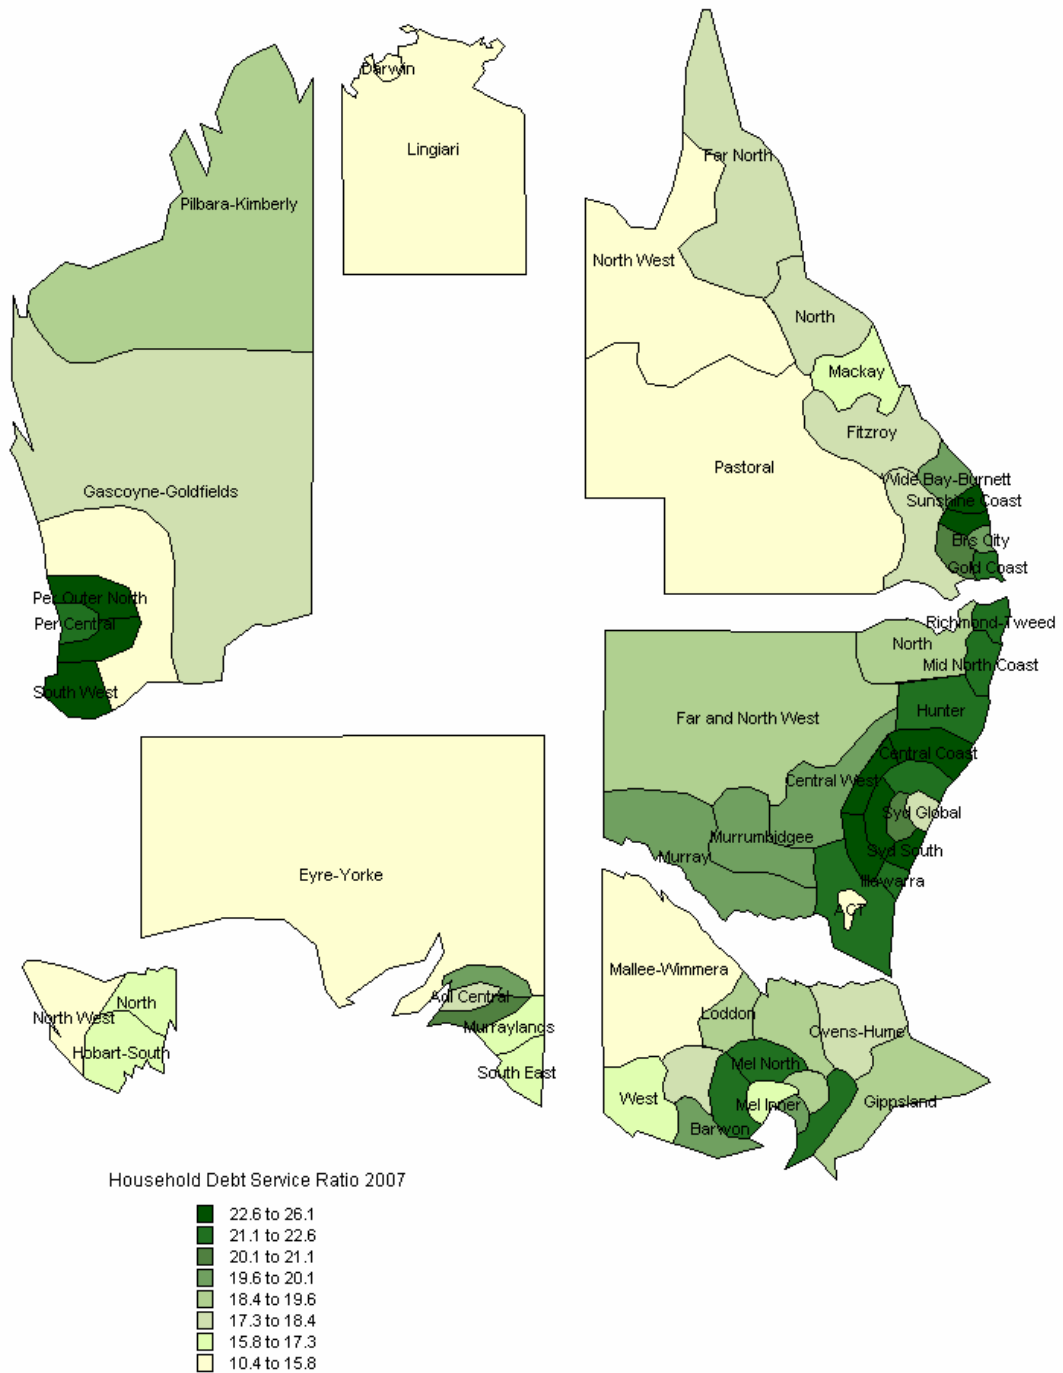 Darwin
Lingiari
Far North
Pilbara-Kimberly
North West
North
Mackay
Fitzroy
Pastoral
Wide Bay-Burnett
Gascoyne-Goldfields
Sunshine Coast
Brs City
Gold Coast
Per Outer North
Per Central
Richmond-Tweed
North
Mid North Coast
South West
Hunter
Far and North West
Central Coast
Central West
Syd Global
Murrumbidgee
Syd South
Murray
Illawarra
Eyre-Yorke
ACT
Mallee-Wimmera
Adl Central
North
Loddon
North West
Murraylands
Ovens-Hume
Hobart-South
Mel North
South East
West
Mel Inner
Gippsland
Barwon
Household Debt Service Ratio 2007
22.6 to 26.1
21.1 to 22.6
20.1 to 21.1
19.6 to 20.1
18.4 to 19.6
17.3 to 18.4
15.8 to 17.3
10.4 to 15.8